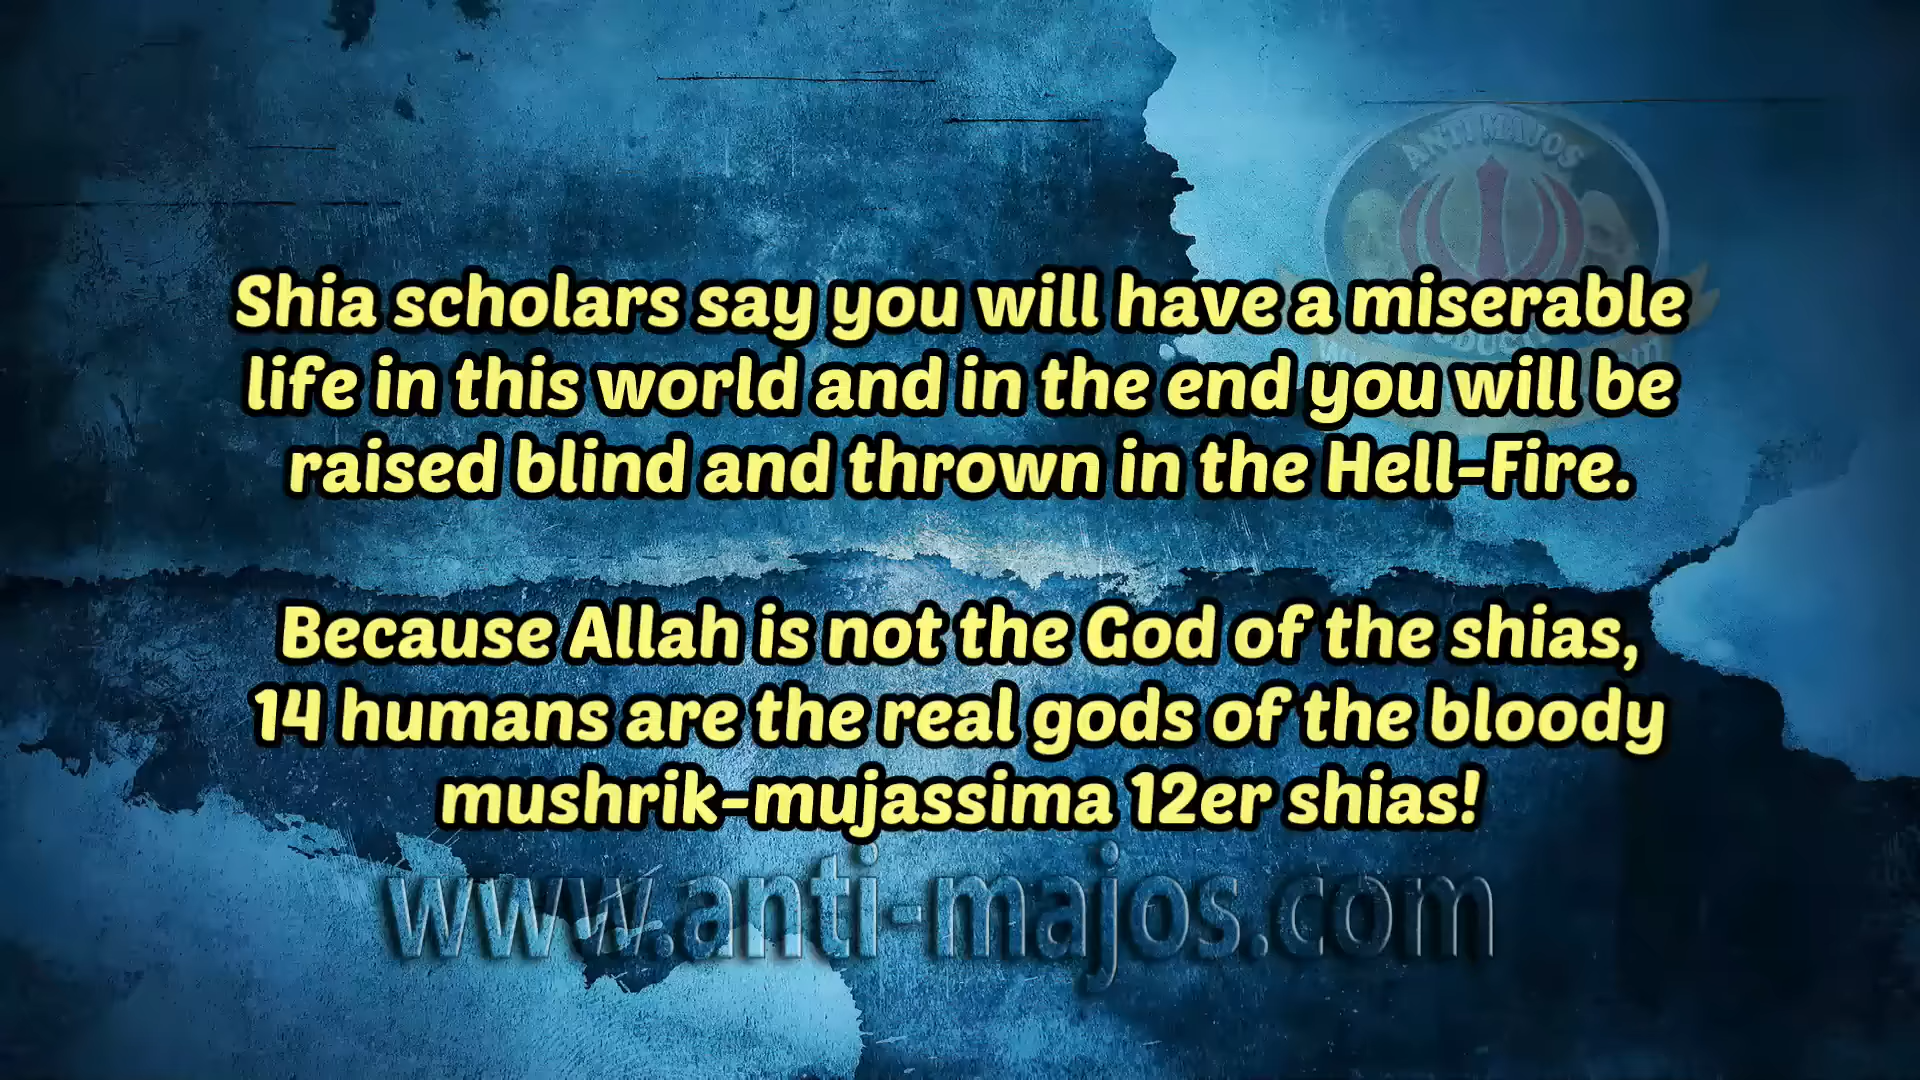 ANTI MAJOS
Shia scholars say you will have a miserable
life in this world and in the end you will be
raised blind and thrown in the Hell-Fire.
Because Allah is not the God of the shias,
14 humans are the real gods of the bloody
mushrik-mujassima 12er shias!
www.anti-majos.com